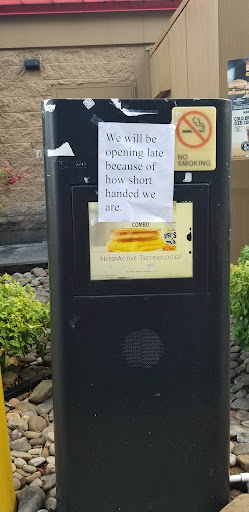 We will be
opening late
because of
how short
handed we
are.
NO
SMOKING
COMBO
HYPERACTIVE TECHNOLOGIES